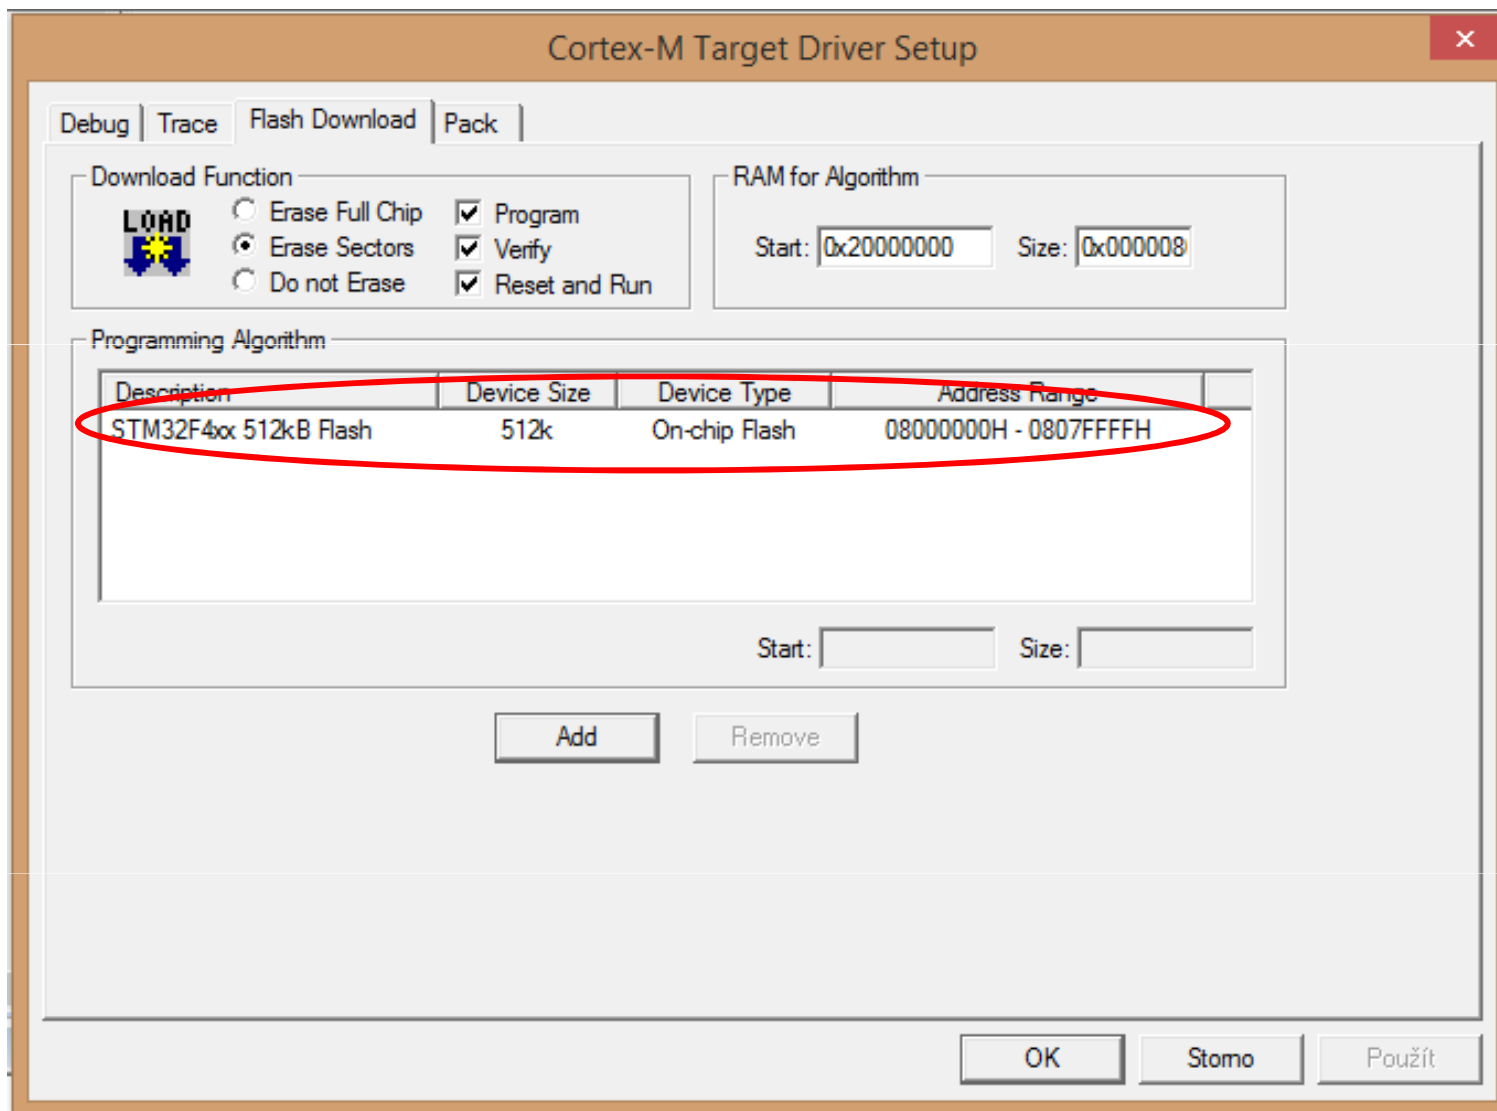 Cortex-M Target Driver Setup
Debug Trace Flash Download Pack
Download Function
LOAD
Erase Full Chip
Erase Sectors
Do not Erase
Program
Verify
Reset and Run
RAM for Algorithm
Start: 0x20000000 Size: 0x000008
Programming Algorithm
Description Device Size Device Type Address Range
STM32F4xx 512kB Flash 512k On-chip Flash 08000000H - 0807FFFFH
Start: Size:
Add Remove
OK Storno Použít